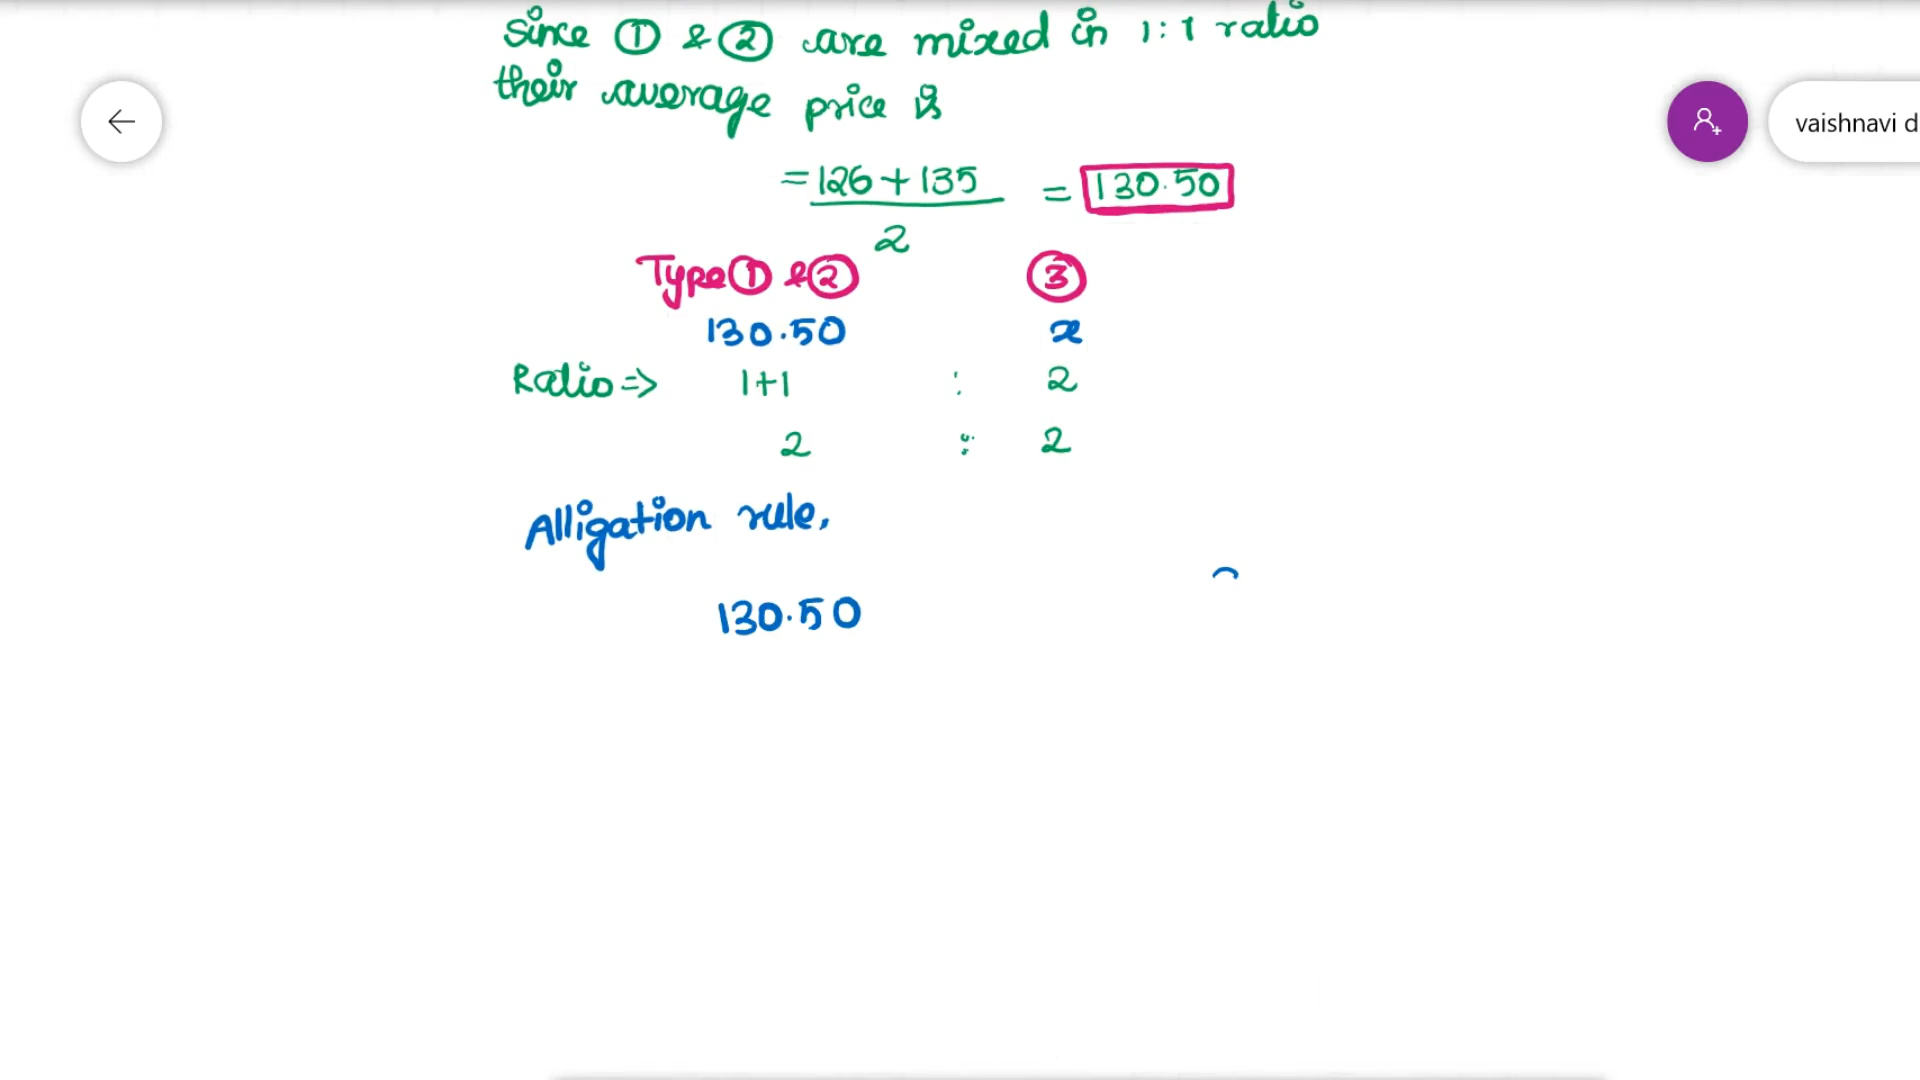 Since ① & ② are mixed in 1:1 ratio
their average price is
= 126 + 135 / 2 = 130.50
Type ① & ② ③
130.50 x
Ratio => 1+1 : 2
2 : 2
Alligation rule,
130.50
vaishnavi d